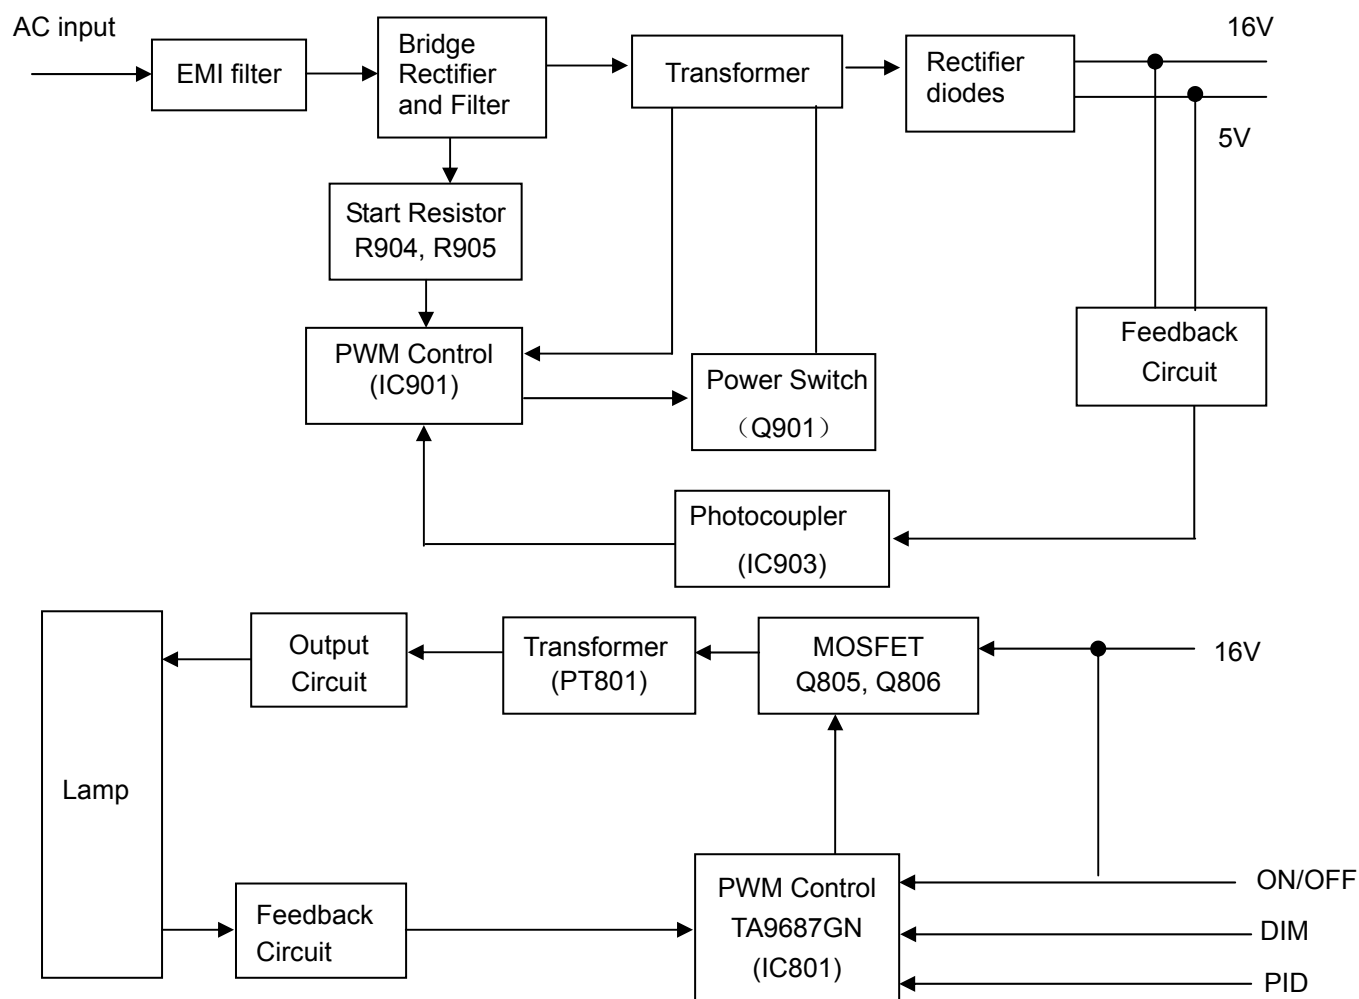 AC input
EMI filter
Bridge
Rectifier
and Filter
Transformer
Rectifier
diodes
16V
5V
Start Resistor
R904, R905
PWM Control
(IC901)
Power Switch
（Q901）
Feedback
Circuit
Photocoupler
(IC903)
Lamp
Output
Circuit
Transformer
(PT801)
MOSFET
Q805, Q806
16V
Feedback
Circuit
PWM Control
TA9687GN
(IC801)
ON/OFF
DIM
PID